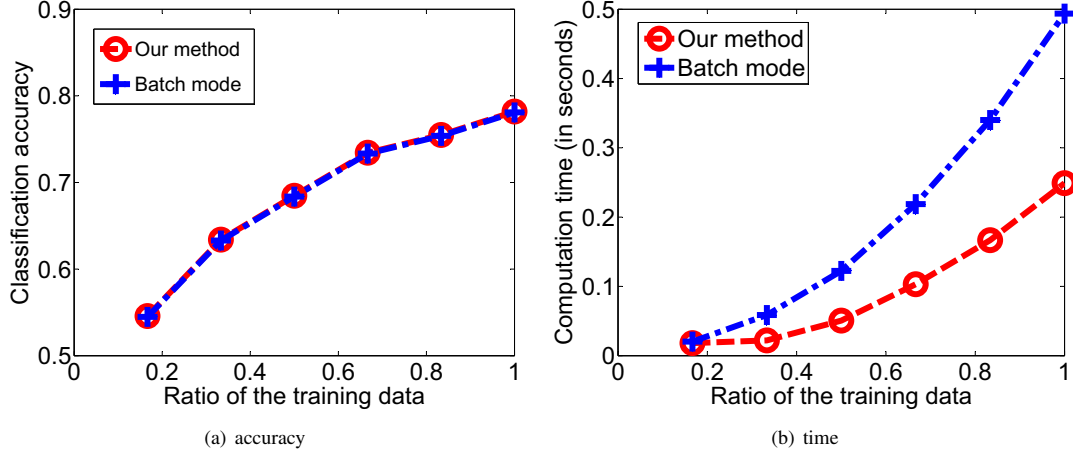 0.9
0.8
0.7
0.6
0.5
0
0.2
0.4
0.6
0.8
1
Classification accuracy
Ratio of the training data
Our method
Batch mode
(a) accuracy
0.5
0.4
0.3
0.2
0.1
0
0
0.2
0.4
0.6
0.8
1
Computation time (in seconds)
Ratio of the training data
Our method
Batch mode
(b) time